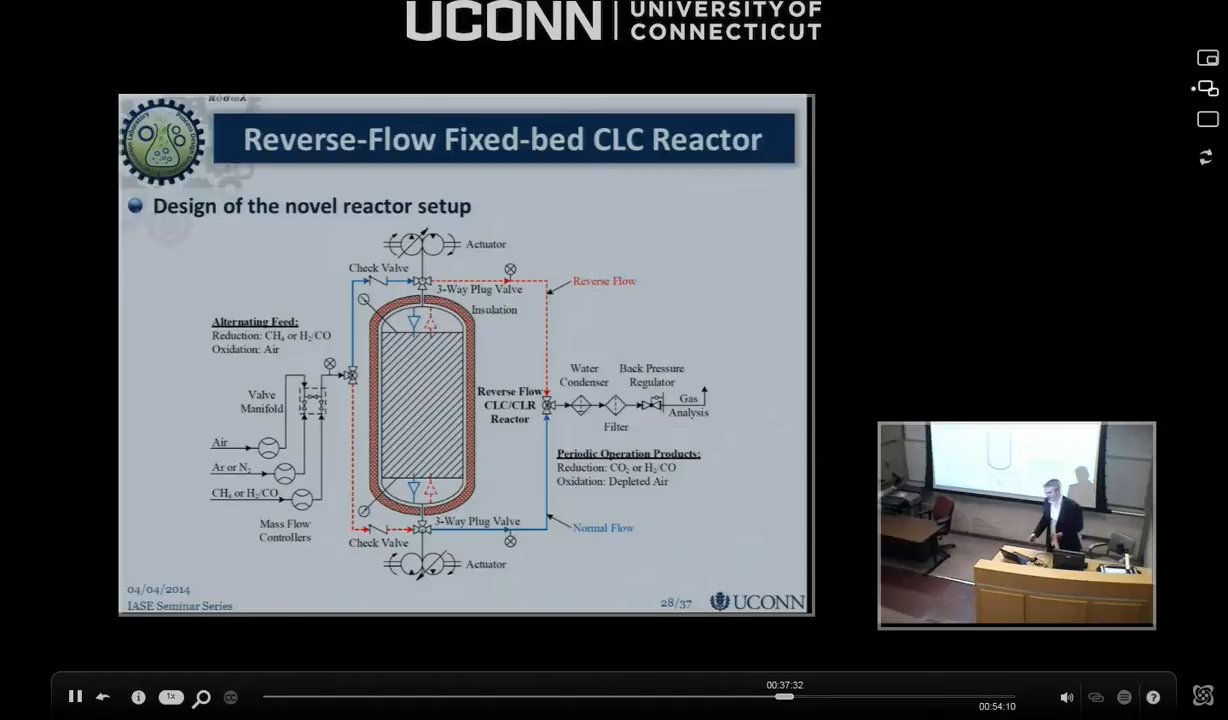 UCONN
UNIVERSITY OF
CONNECTICUT
Reverse-Flow Fixed-bed CLC Reactor
Design of the novel reactor setup
Actuator
Check Valve
3-Way Plug Valve
Reverse Flow
Insulation
Alternating Feed:
Reduction: CH₄ or H₂/CO
Oxidation: Air
Valve
Manifold
Water
Condenser
Back Pressure
Regulator
Reverse Flow
CLC/CLR
Reactor
Gas
Analysis
Filter
Air
Ar or N₂
CH₄ or H₂/CO
Mass Flow
Controllers
Periodic Operation Products:
Reduction: CO₂ or H₂/CO
Oxidation: Depleted Air
3-Way Plug Valve
Normal Flow
Check Valve
Actuator
04/04/2014
IASE Seminar Series
28/37
UCONN
00:37:32
1x
00:54:10